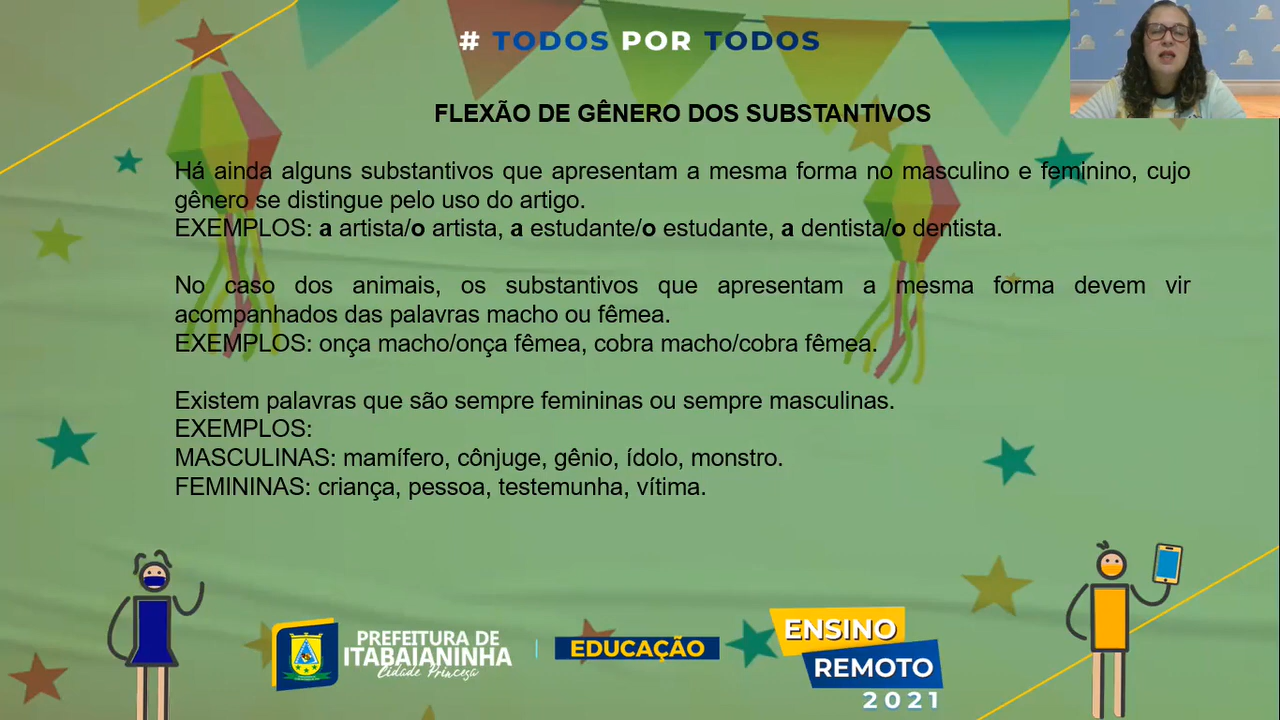 # TODOS POR TODOS
FLEXÃO DE GÊNERO DOS SUBSTANTIVOS
Há ainda alguns substantivos que apresentam a mesma forma no masculino e feminino, cujo
gênero se distingue pelo uso do artigo.
EXEMPLOS: a artista/o artista, a estudante/o estudante, a dentista/o dentista.
No caso dos animais, os substantivos que apresentam a mesma forma devem vir
acompanhados das palavras macho ou fêmea.
EXEMPLOS: onça macho/onça fêmea, cobra macho/cobra fêmea.
Existem palavras que são sempre femininas ou sempre masculinas.
EXEMPLOS:
MASCULINAS: mamífero, cônjuge, gênio, ídolo, monstro.
FEMININAS: criança, pessoa, testemunha, vítima.
PREFEITURA DE
ITABAIANINHA
Cidade Princesa
EDUCAÇÃO
ENSINO
REMOTO
2021